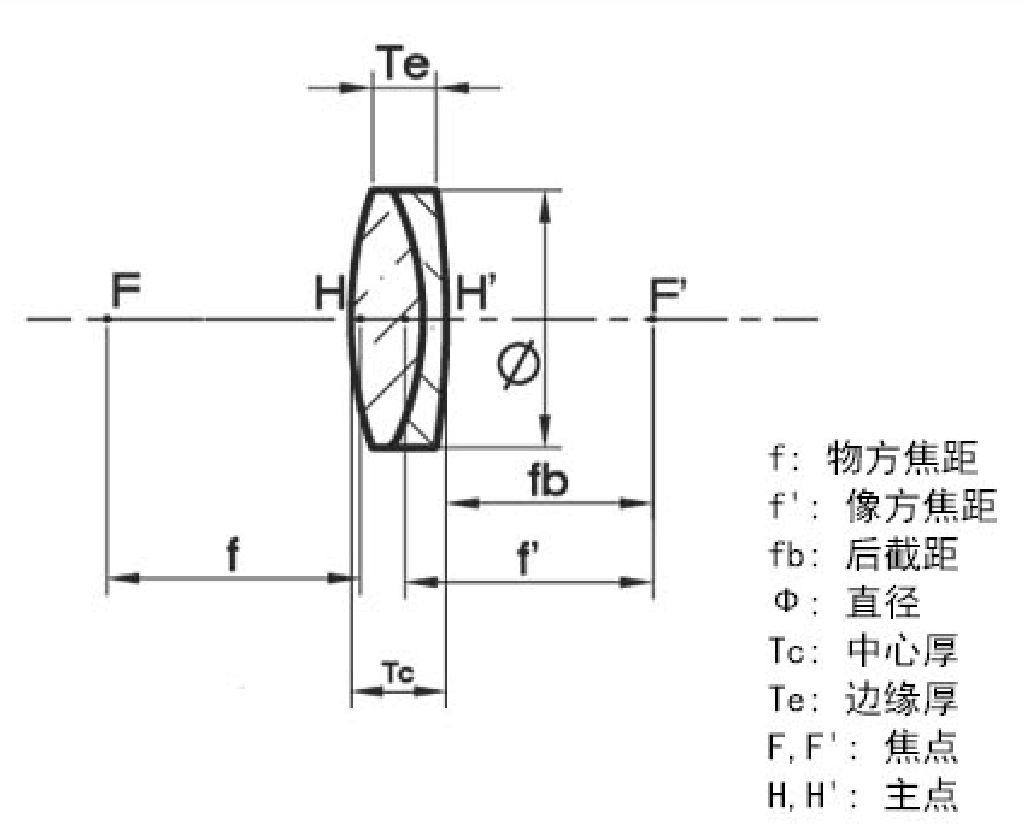 Te
F
H
H'
F'
Ø
fb
f
f'
Tc
f: 物方焦距
f': 像方焦距
fb: 后截距
Φ: 直径
Tc: 中心厚
Te: 边缘厚
F,F': 焦点
H,H': 主点